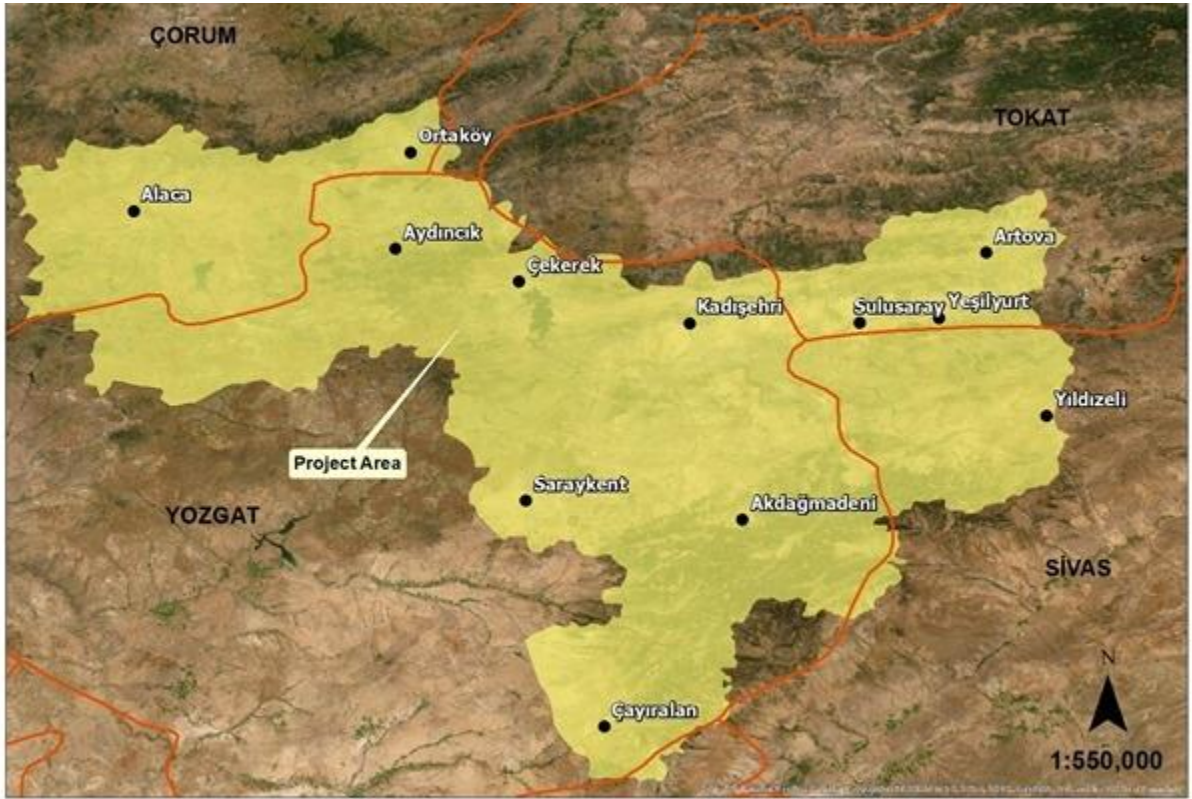 ÇORUM
TOKAT
Ortaköy
Alaca
Aydıncık
Artova
Çekerek
Kadışehri
Sulusaray
Yeşilyurt
Yıldızeli
Project Area
Saraykent
Akdağmadeni
YOZGAT
SİVAS
Çayıralan
N
1:550,000